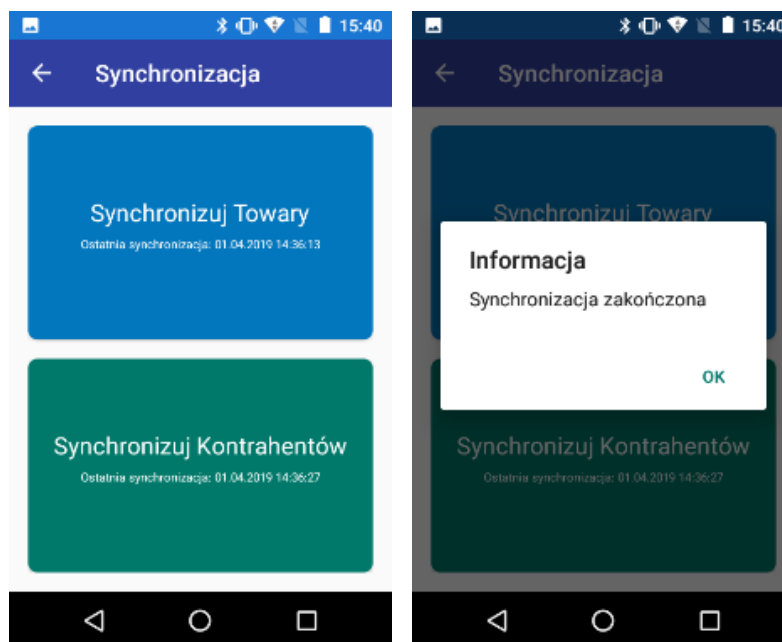 15:40
Synchronizacja
Synchronizuj Towary
Ostatnia synchronizacja: 01.04.2019 14:36:13
Synchronizuj Kontrahentów
Ostatnia synchronizacja: 01.04.2019 14:36:27
15:40
Synchronizacja
Synchronizuj Towary
Informacja
Synchronizacja zakończona
OK
Synchronizuj Kontrahentów
Ostatnia synchronizacja: 01.04.2019 14:36:27